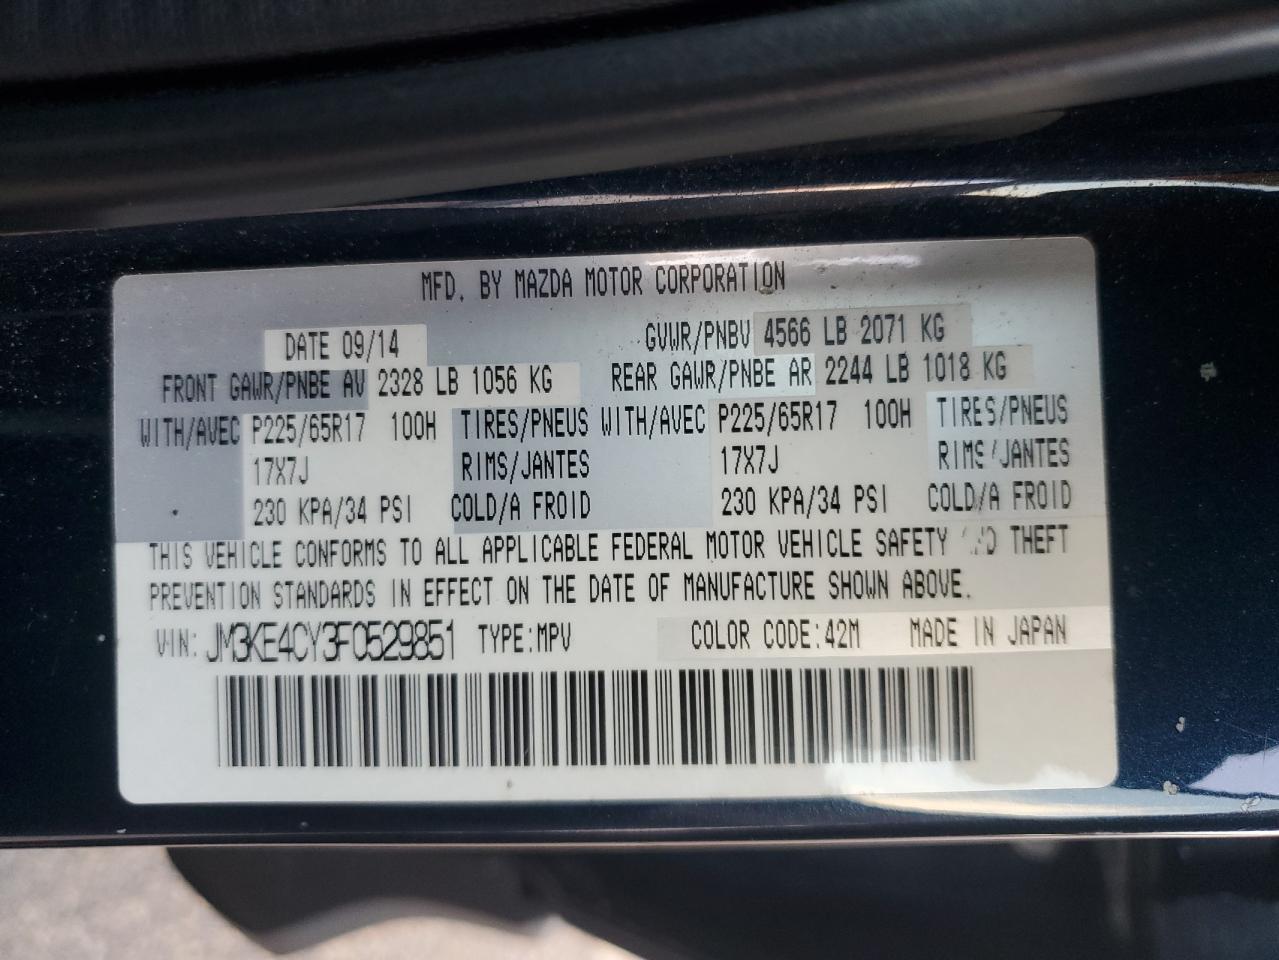 MFD. BY MAZDA MOTOR CORPORATION
DATE 09/14 GVWR/PNBV 4566 LB 2071 KG
FRONT GAWR/PNBE AV 2328 LB 1056 KG REAR GAWR/PNBE AR 2244 LB 1018 KG
WITH/AVEC P225/65R17 100H TIRES/PNEUS WITH/AVEC P225/65R17 100H TIRES/PNEUS
17X7J RIMS/JANTES 17X7J RIMS/JANTES
230 KPA/34 PSI COLD/A FROID 230 KPA/34 PSI COLD/A FROID
THIS VEHICLE CONFORMS TO ALL APPLICABLE FEDERAL MOTOR VEHICLE SAFETY AND THEFT
PREVENTION STANDARDS IN EFFECT ON THE DATE OF MANUFACTURE SHOWN ABOVE.
VIN: JM3KE4CY3F0529851 TYPE:MPV COLOR CODE:42M MADE IN JAPAN